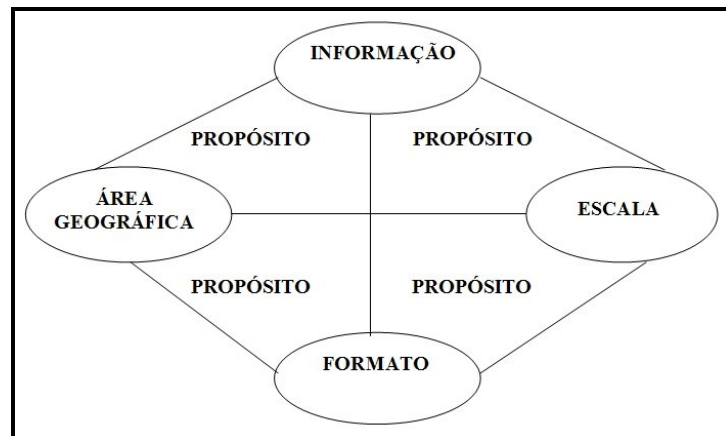 INFORMAÇÃO
PROPÓSITO PROPÓSITO
ÁREA
GEOGRÁFICA
ESCALA
PROPÓSITO PROPÓSITO
FORMATO